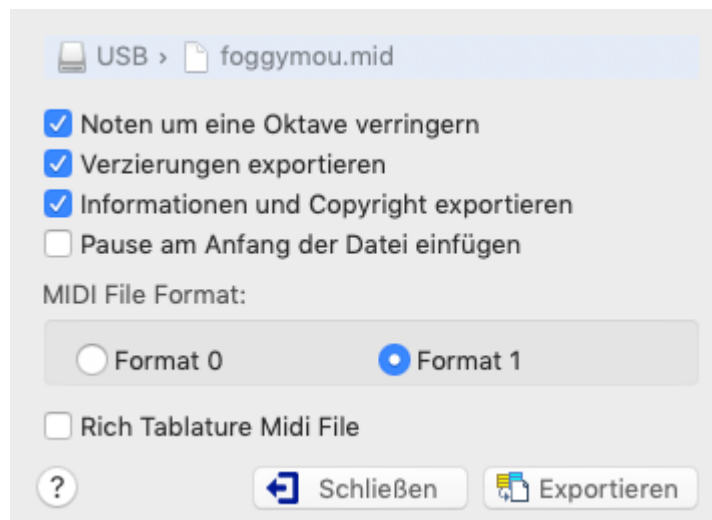 USB › foggymou.mid
Noten um eine Oktave verringern
Verzierungen exportieren
Informationen und Copyright exportieren
Pause am Anfang der Datei einfügen
MIDI File Format:
Format 0 Format 1
Rich Tablature Midi File
? Schließen Exportieren